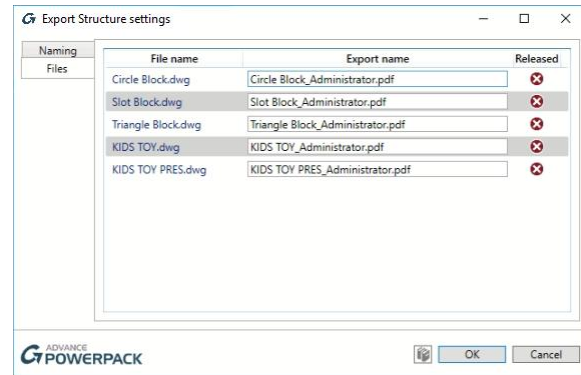 Export Structure settings
Naming
Files
File name Export name Released
Circle Block.dwg Circle Block_Administrator.pdf
Slot Block.dwg Slot Block_Administrator.pdf
Triangle Block.dwg Triangle Block_Administrator.pdf
KIDS TOY.dwg KIDS TOY_Administrator.pdf
KIDS TOY PRES.dwg KIDS TOY PRES_Administrator.pdf
ADVANCE
POWERPACK
OK Cancel